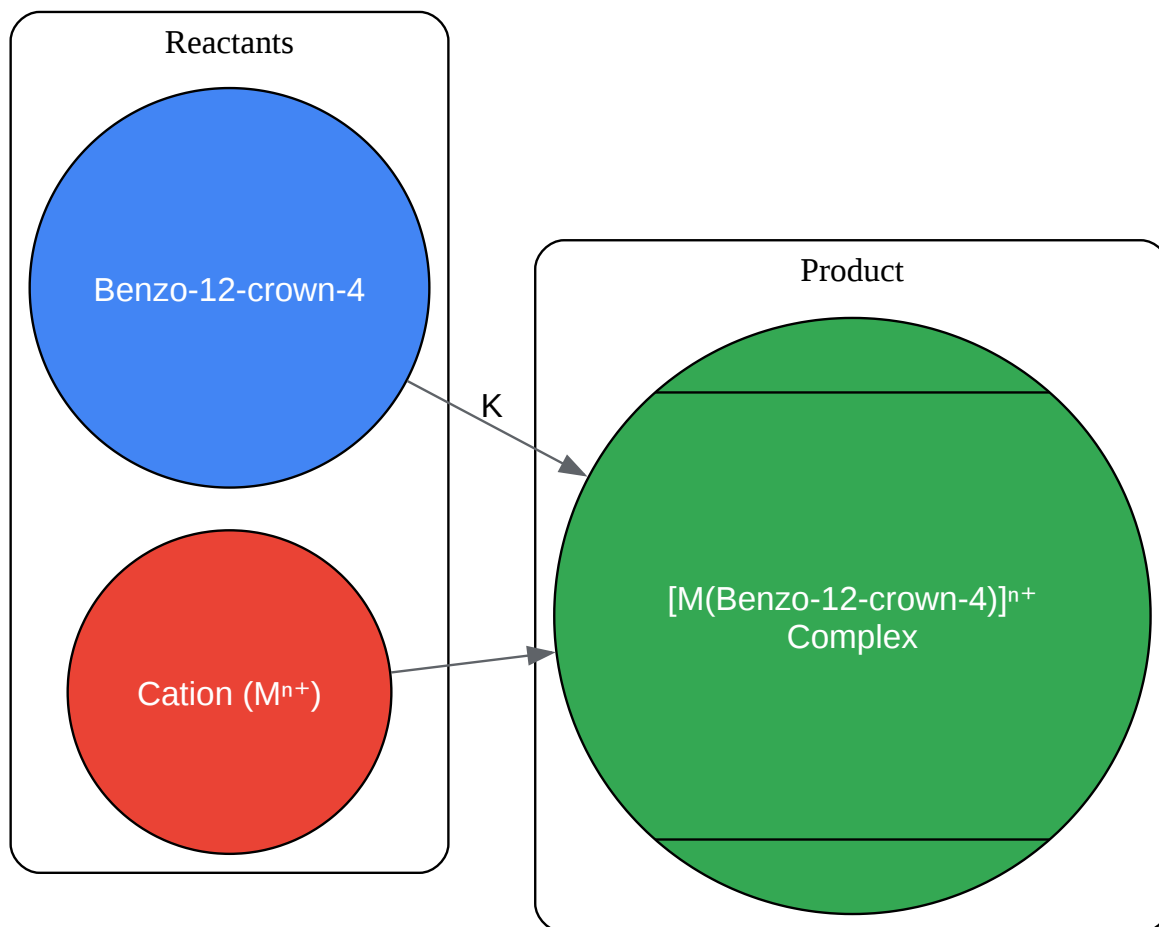 Reactants
Benzo-12-crown-4
Cation (Mⁿ⁺)
K
Product
[M(Benzo-12-crown-4)]ⁿ⁺
Complex